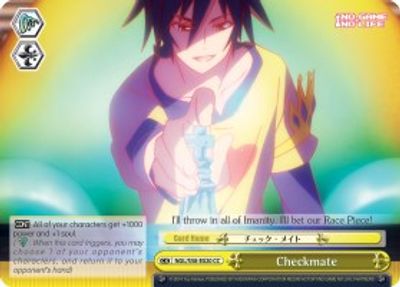 NO GAME
NO LIFE
I'll throw in all of Imanity. I'll bet our Race Piece!
All of your characters get +1000
power and +1 soul.
(When this card triggers, you may
choose 1 of your opponent's
characters, and return it to your
opponent's hand)
Card Name チェック・メイト
Checkmate